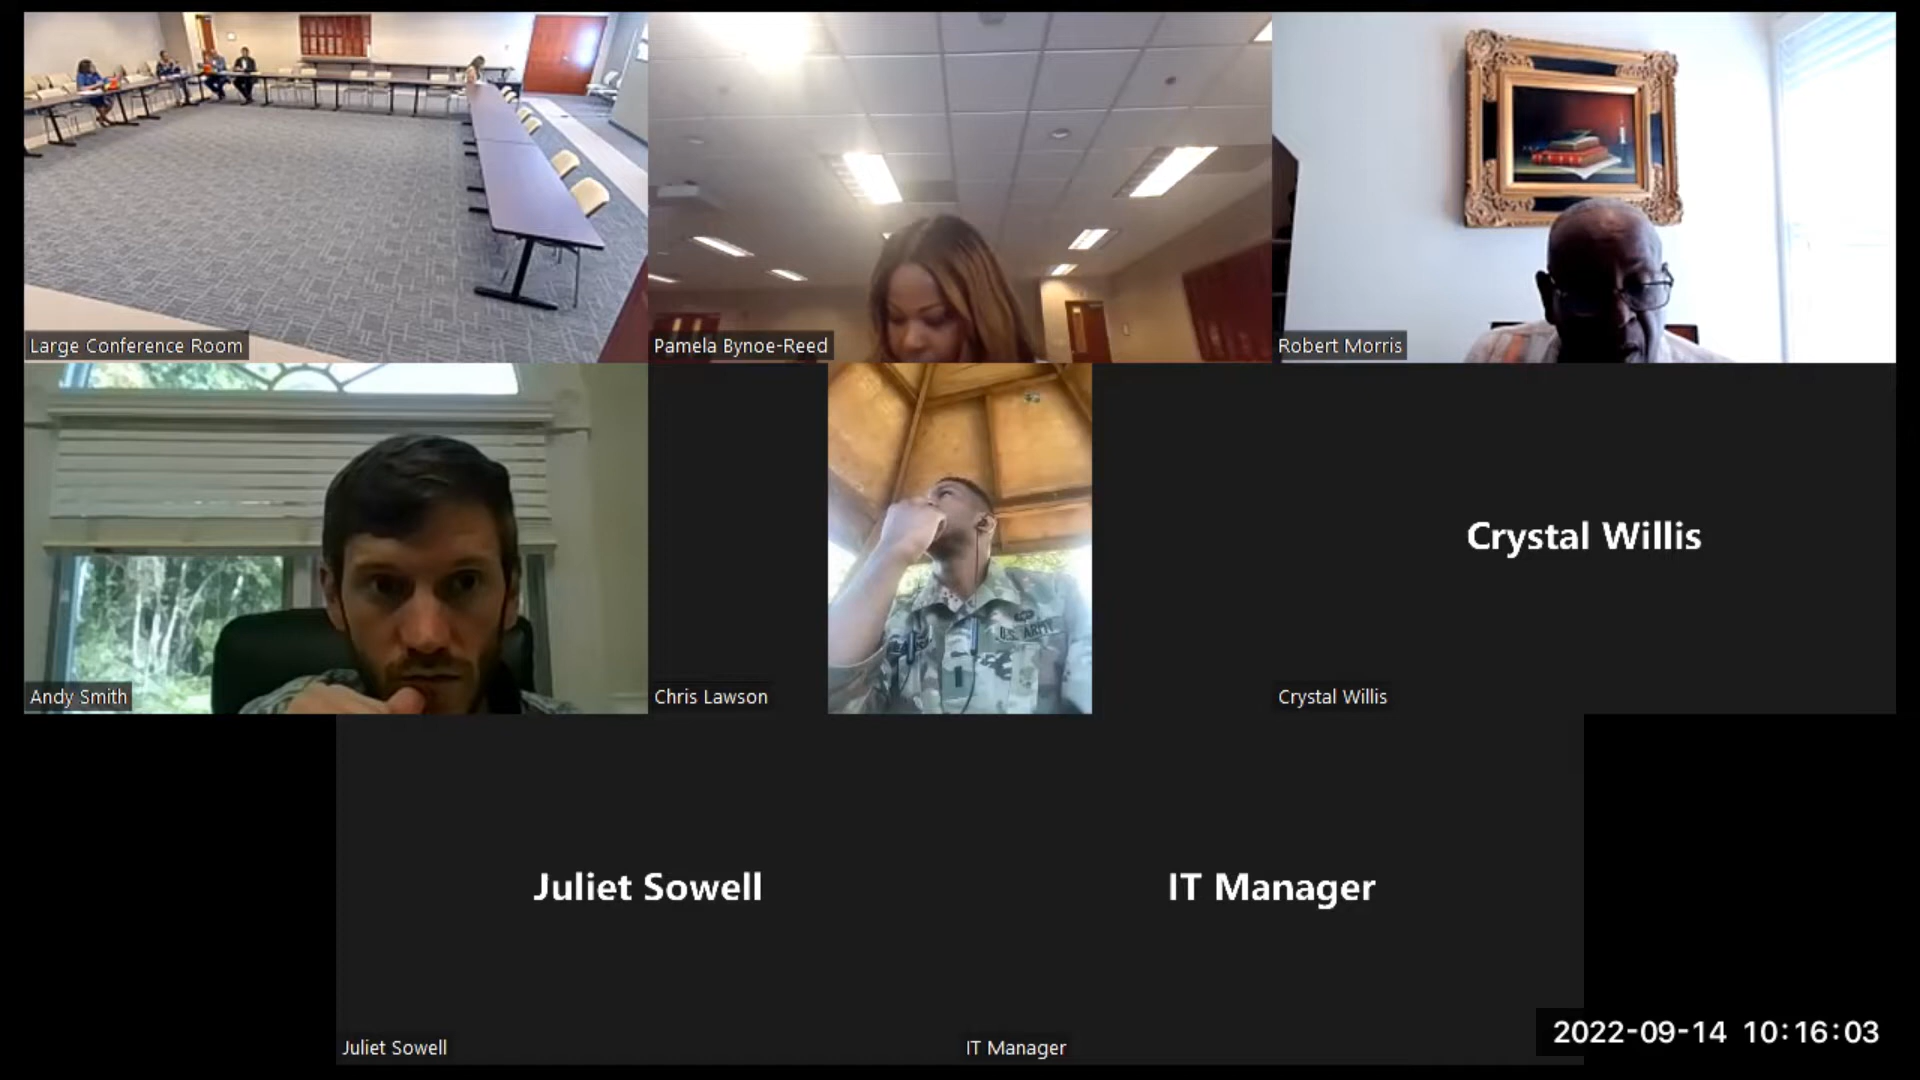 Large Conference Room
Pamela Bynoe-Reed
Robert Morris
U.S. ARMY
Andy Smith
Chris Lawson
Crystal Willis
Crystal Willis
Juliet Sowell
IT Manager
Juliet Sowell
IT Manager
2022-09-14 10:16:03